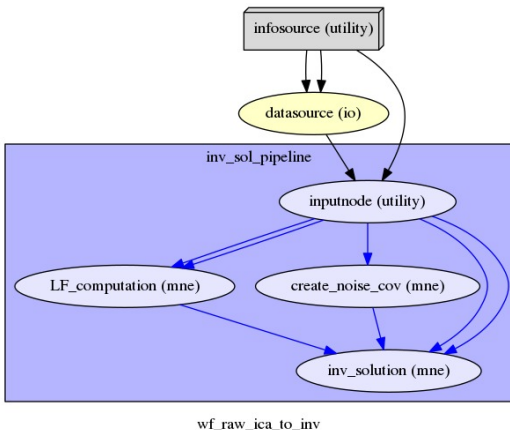 infosource (utility)
datasource (io)
inv_sol_pipeline
inputnode (utility)
LF_computation (mne)
create_noise_cov (mne)
inv_solution (mne)
wf_raw_ica_to_inv